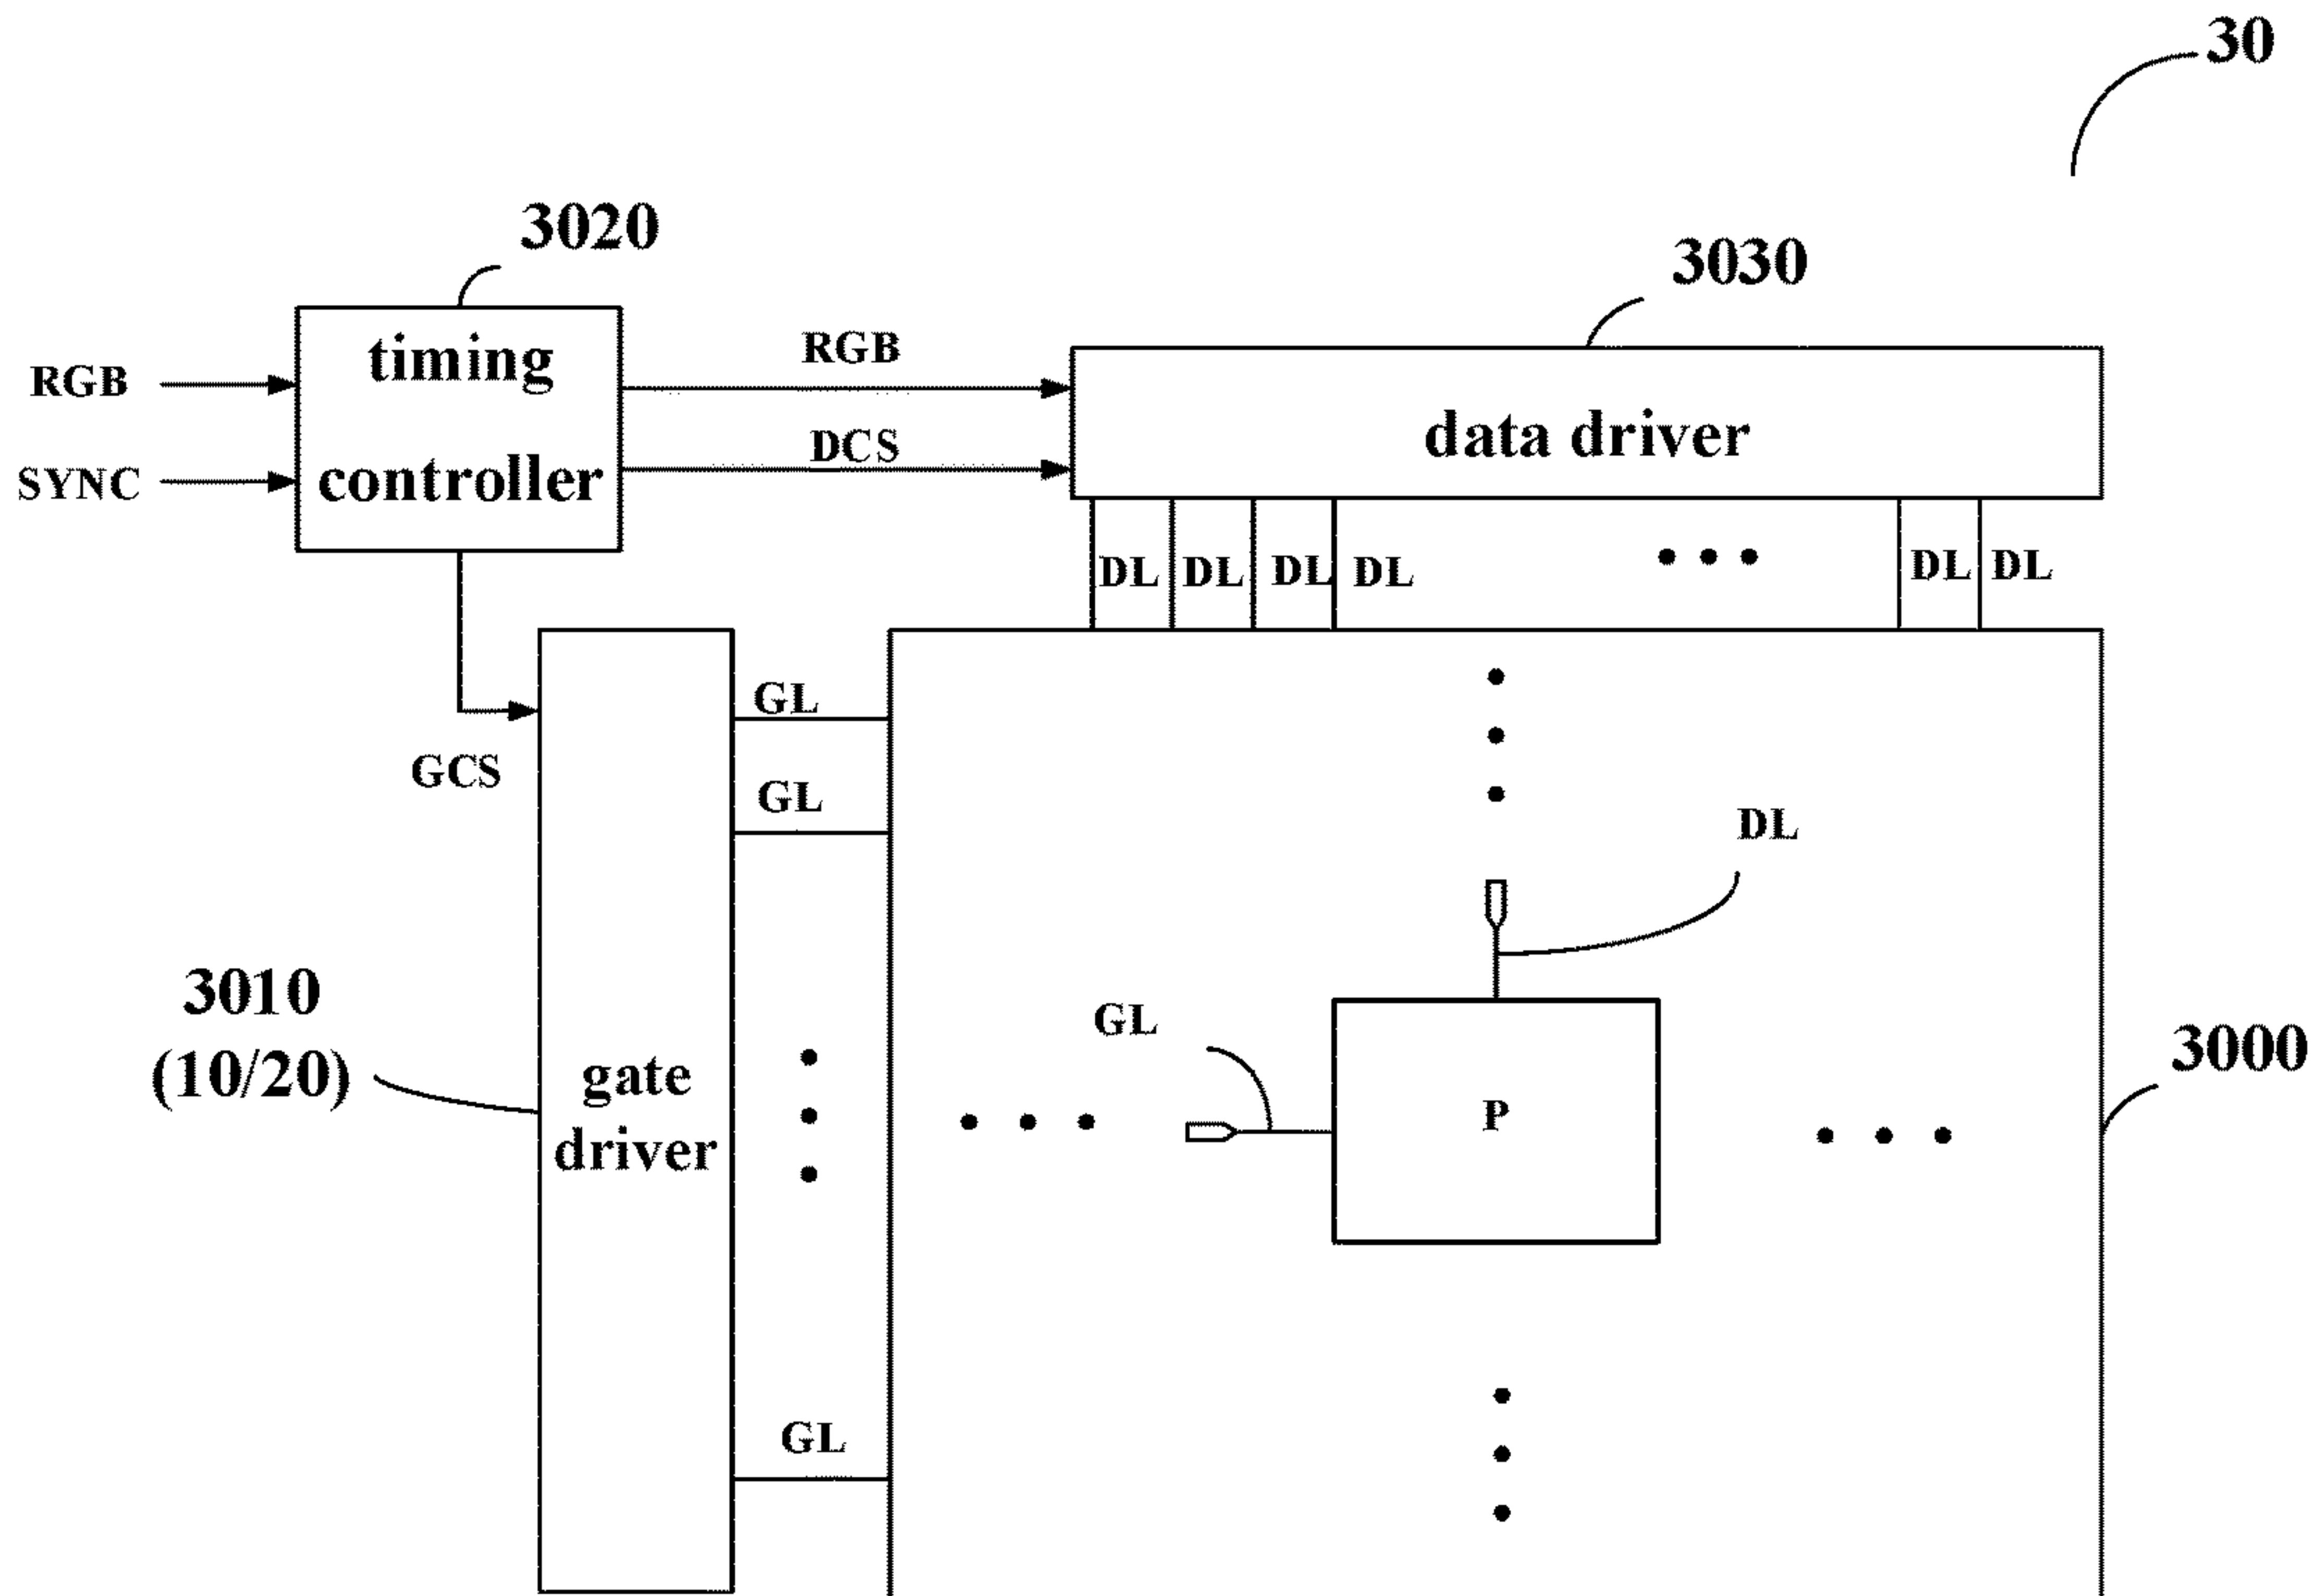 30
3020
3030
timing
controller
RGB
SYNC
RGB
DCS
data driver
DL DL DL DL DL DL
GCS
GL
GL
DL
3010
(10/20)
gate
driver
GL
P
3000
GL